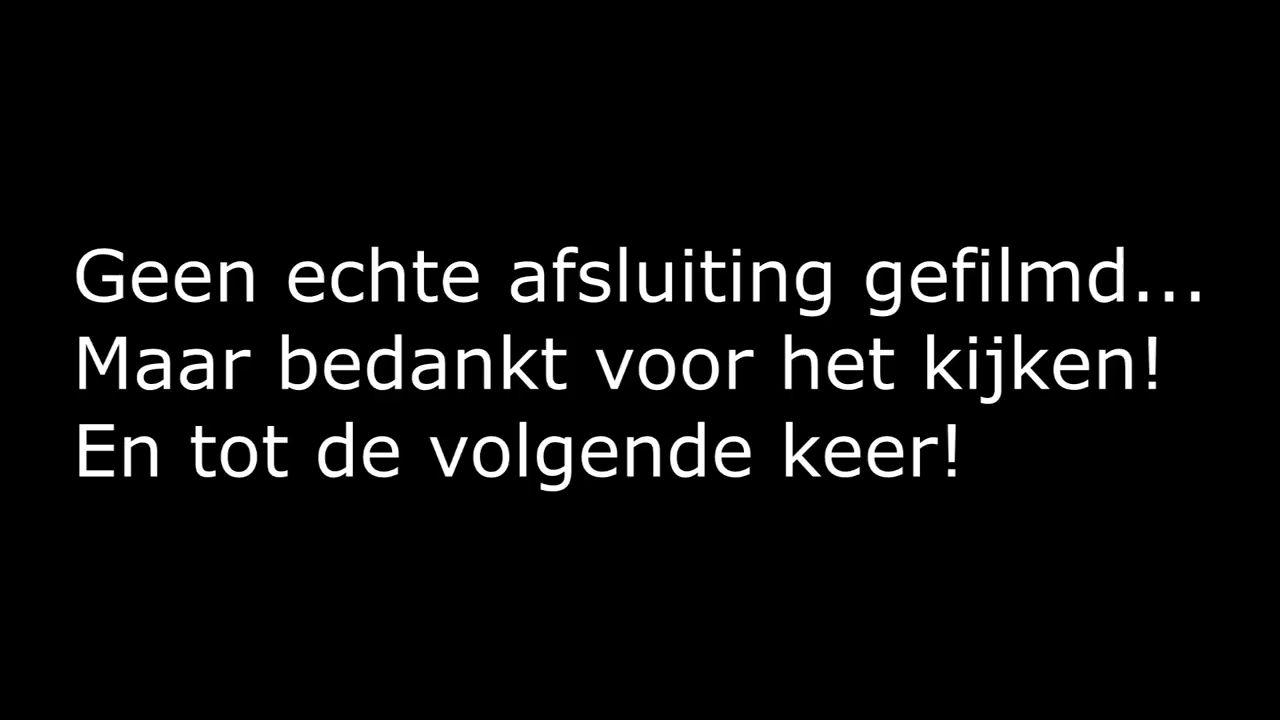 Geen echte afsluiting gefilmd...
Maar bedankt voor het kijken!
En tot de volgende keer!